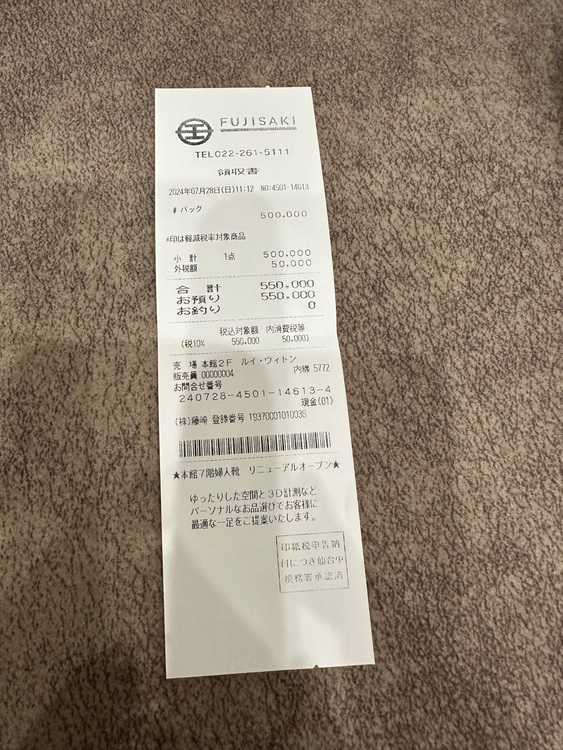 FUJISAKI
TEL022-261-5111
領収書
2024年07月28日(日)11:12 NO:4501-14613
# バック
500,000
#印は軽減税率対象商品
小 計 1点 500,000
外税額 50,000
合 計 550,000
お預り 550,000
お釣り 0
税込対象額 内消費税等
(税10% 550,000 50,000)
売 場 本館2F ルイ・ヴィトン
販売員 00000004 内線 5772
お問合せ番号
240728-4501-14613-4
現金(01)
(株)藤崎 登録番号 T9370001010035
★本館7階婦人靴 リニューアルオープン★
ゆったりした空間と3D計測など
パーソナルなお品選びでお客様に
最適な一足をご提案いたします。
印紙税申告納
付につき仙台中
税務署承認済